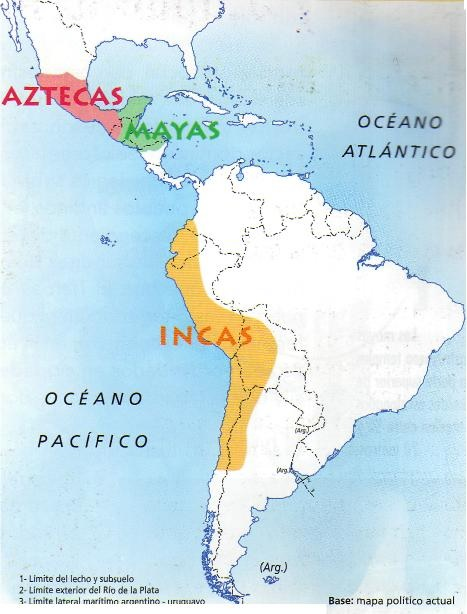 AZTECAS
MAYAS
OCÉANO
ATLÁNTICO
INCAS
OCÉANO
PACÍFICO
(Arg.)
(Arg.)
(Arg.)
1- Límite del lecho y subsuelo
2- Límite exterior del Río de la Plata
3- Límite lateral marítimo argentino - uruguayo
Base: mapa político actual